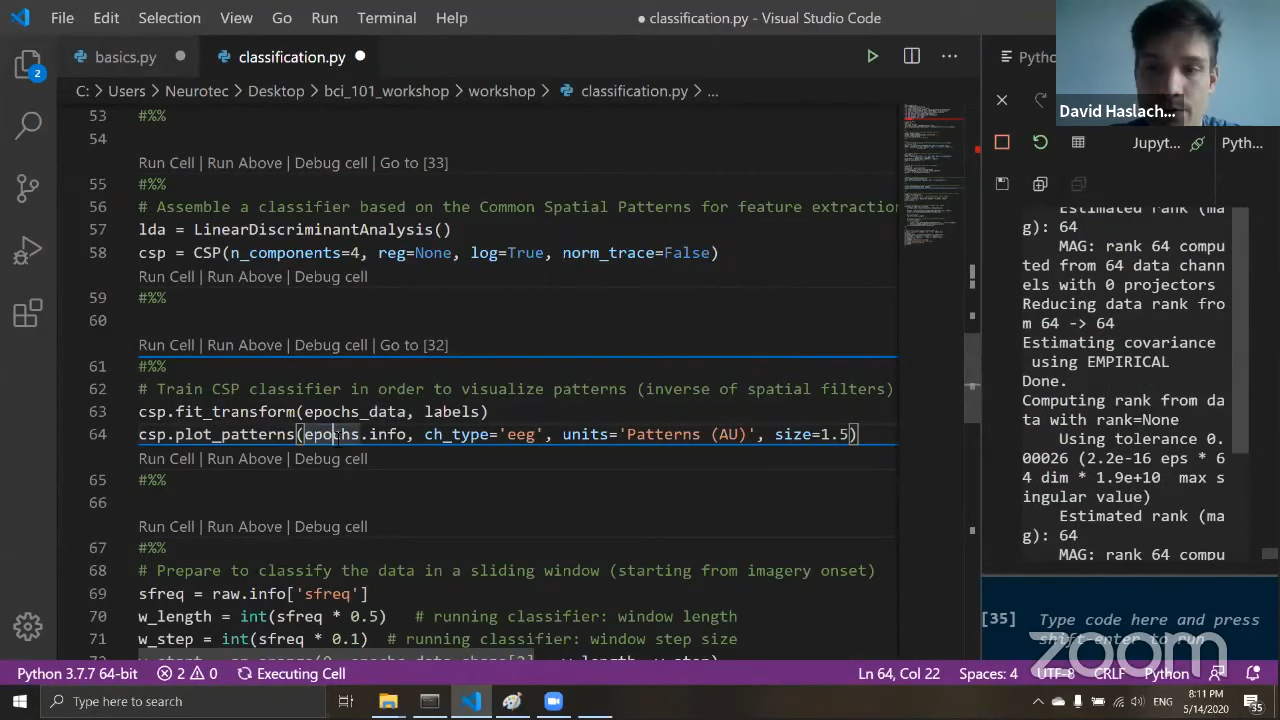 File Edit Selection View Go Run Terminal Help
● classification.py - Visual Studio Code
basics.py
classification.py
Python
David Haslach...
C: > Users > Neurotec > Desktop > bci_101_workshop > workshop > classification.py > ...
Jupyt... Pyth...
53 #%%
54
Run Cell | Run Above | Debug cell | Go to [33]
55 #%%
56 # Assemble a classifier based on the Common Spatial Patterns for feature extraction
57 lda = LinearDiscriminantAnalysis()
58 csp = CSP(n_components=4, reg=None, log=True, norm_trace=False)
Run Cell | Run Above | Debug cell
59 #%%
60
Run Cell | Run Above | Debug cell | Go to [32]
61 #%%
62 # Train CSP classifier in order to visualize patterns (inverse of spatial filters)
63 csp.fit_transform(epochs_data, labels)
64 csp.plot_patterns(epochs.info, ch_type='eeg', units='Patterns (AU)', size=1.5)
Run Cell | Run Above | Debug cell
65 #%%
66
Run Cell | Run Above | Debug cell
67 #%%
68 # Prepare to classify the data in a sliding window (starting from imagery onset)
69 sfreq = raw.info['sfreq']
70 w_length = int(sfreq * 0.5) # running classifier: window length
71 w_step = int(sfreq * 0.1) # running classifier: window step size
Estimated rank (ma
g): 64
MAG: rank 64 compu
ted from 64 data chann
els with 0 projectors
Reducing data rank fro
m 64 -> 64
Estimating covariance
using EMPIRICAL
Done.
Computing rank from da
ta with rank=None
Using tolerance 0.
00026 (2.2e-16 eps * 6
4 dim * 1.9e+10 max s
ingular value)
Estimated rank (ma
g): 64
MAG: rank 64 compu
[35] Type code here and press
shift enter to run
zoom
Python 3.7.7 64-bit 2 0 Executing Cell
Ln 64, Col 22 Spaces: 4 UTF-8 CRLF Python
2
Type here to search
8:11 PM
5/14/2020
35